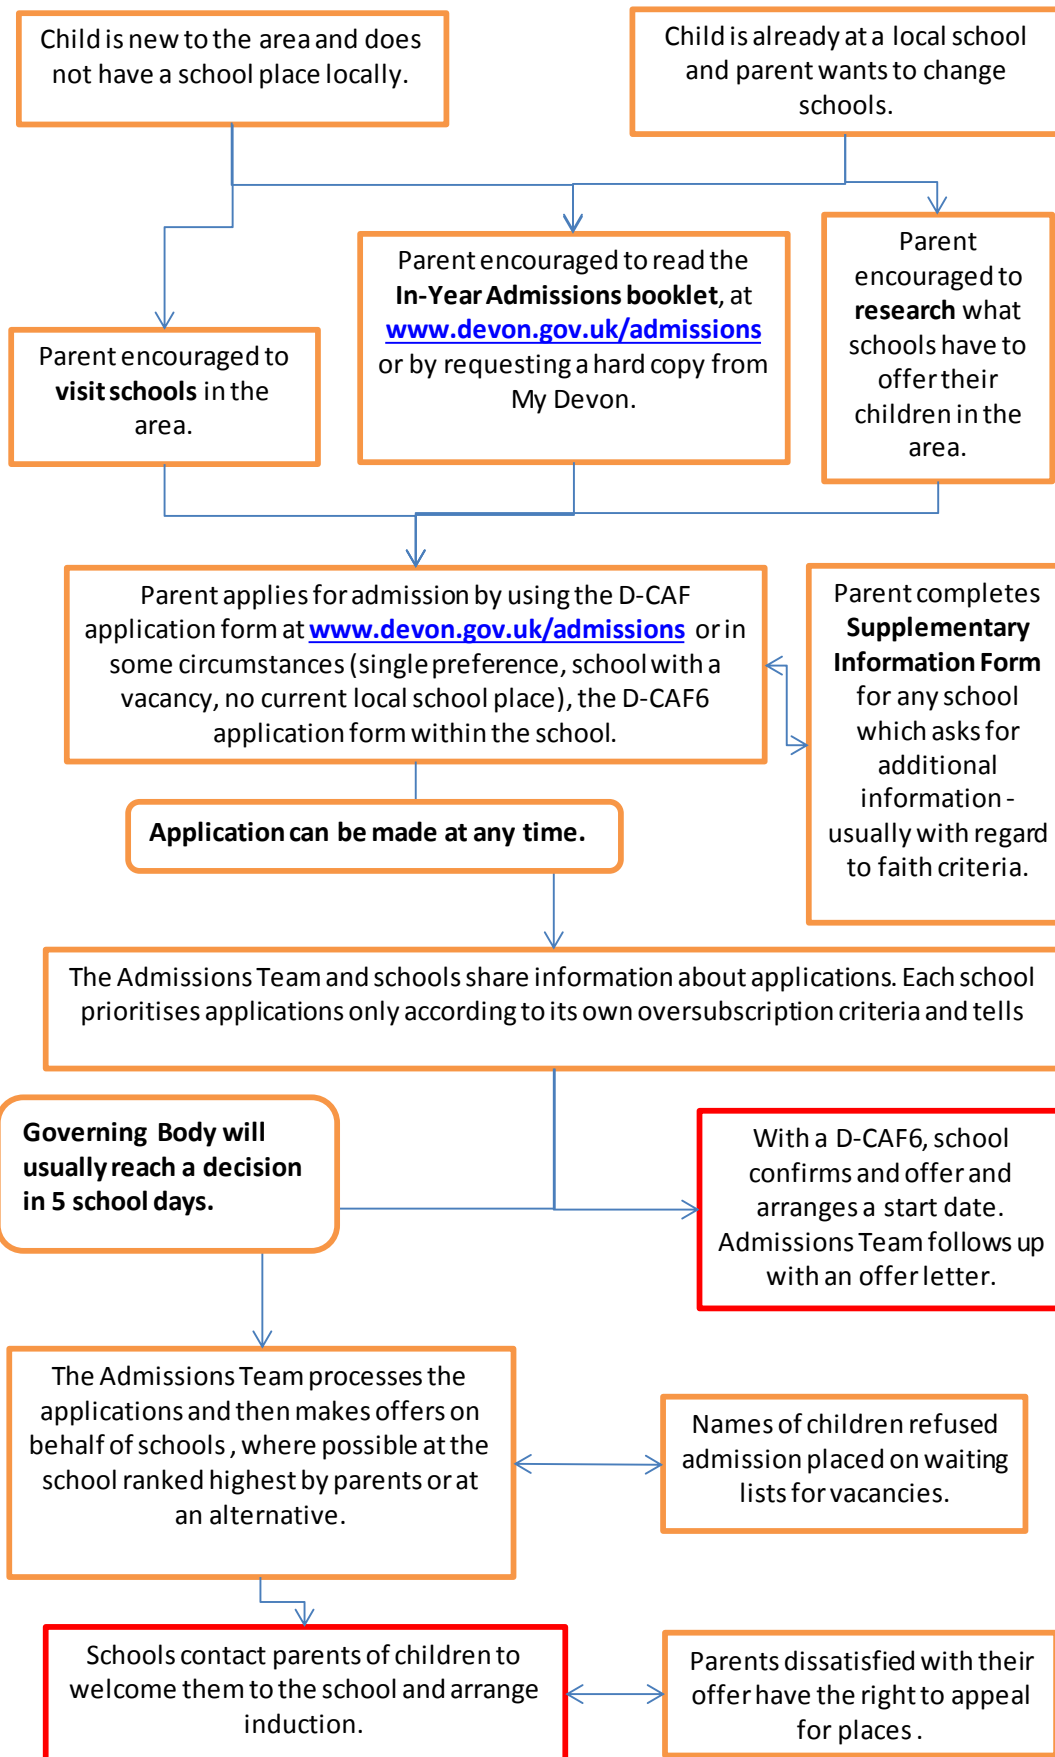 Child is new to the area and does
not have a school place locally.
Child is already at a local school
and parent wants to change
schools.
Parent encouraged to
visit schools in the
area.
Parent encouraged to read the
In-Year Admissions booklet, at
www.devon.gov.uk/admissions
or by requesting a hard copy from
My Devon.
Parent
encouraged to
research what
schools have to
offer their
children in the
area.
Parent applies for admission by using the D-CAF
application form at www.devon.gov.uk/admissions or in
some circumstances (single preference, school with a
vacancy, no current local school place), the D-CAF6
application form within the school.
Parent completes
Supplementary
Information Form
for any school
which asks for
additional
information -
usually with regard
to faith criteria.
Application can be made at any time.
The Admissions Team and schools share information about applications. Each school
prioritises applications only according to its own oversubscription criteria and tells
Governing Body will
usually reach a decision
in 5 school days.
With a D-CAF6, school
confirms and offer and
arranges a start date.
Admissions Team follows up
with an offer letter.
The Admissions Team processes the
applications and then makes offers on
behalf of schools , where possible at the
school ranked highest by parents or at
an alternative.
Names of children refused
admission placed on waiting
lists for vacancies.
Schools contact parents of children to
welcome them to the school and arrange
induction.
Parents dissatisfied with their
offer have the right to appeal
for places .